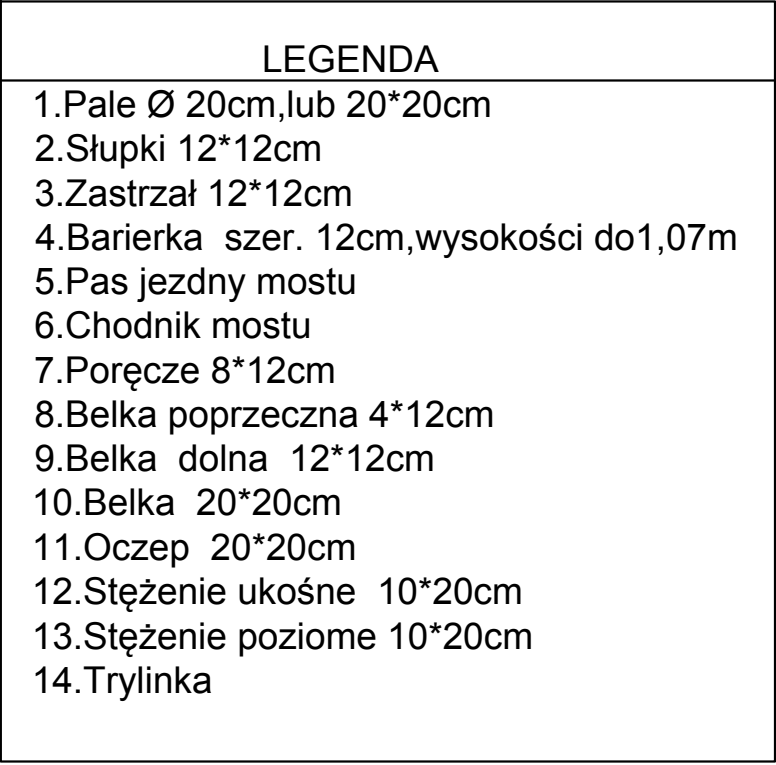 LEGENDA
1.Pale Ø 20cm,lub 20*20cm
2.Słupki 12*12cm
3.Zastrzał 12*12cm
4.Barierka  szer. 12cm,wysokości do1,07m
5.Pas jezdny mostu
6.Chodnik mostu
7.Poręcze 8*12cm
8.Belka poprzeczna 4*12cm
9.Belka  dolna  12*12cm
10.Belka  20*20cm
11.Oczep  20*20cm
12.Stężenie ukośne  10*20cm
13.Stężenie poziome 10*20cm
14.Trylinka